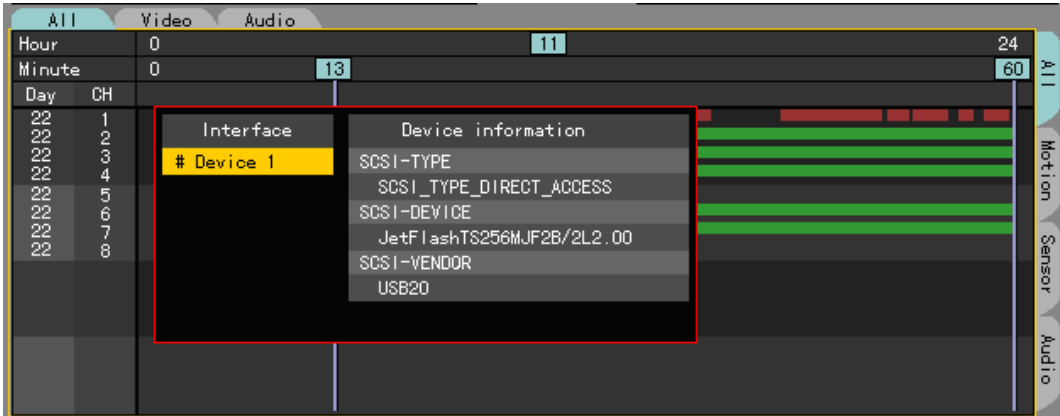 All Video Audio
Hour 0 11 24
Minute 0 13 60
Day CH
22 1
22 2
22 3
22 4
22 5
22 6
22 7
22 8
Interface
# Device 1
Device information
SCSI-TYPE
SCSI_TYPE_DIRECT_ACCESS
SCSI-DEVICE
JetFlashTS256MJF2B/2L2.00
SCSI-VENDOR
USB20
All
Motion
Sensor
Audio